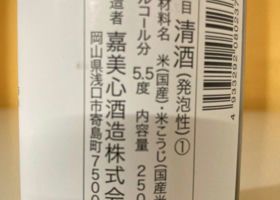 目 清酒(発泡性)①
材料名 米(国産)・米こうじ(国産米
ルコール分 5.5度 内容量 250
造者 嘉美心酒造株式会
岡山県浅口市寄島町7500
4933292080237